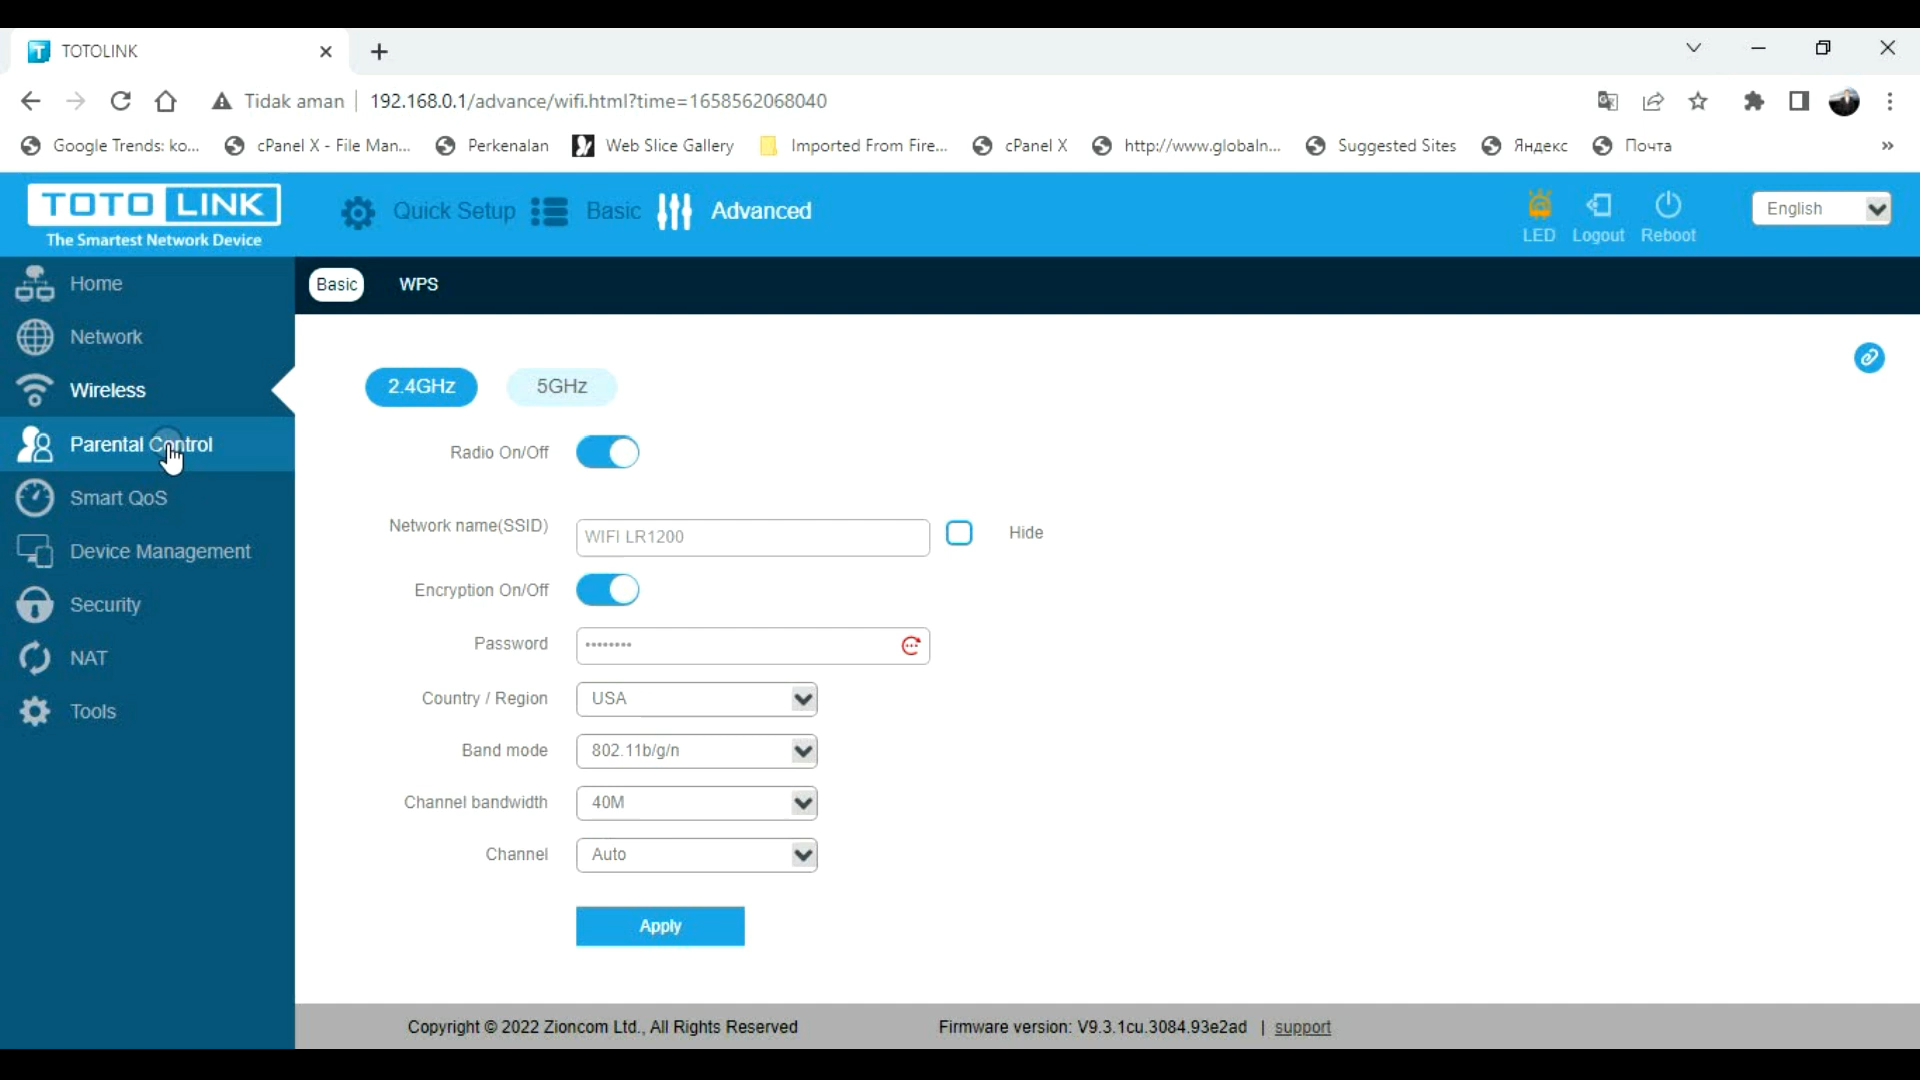 TOTOLINK
Tidak aman 192.168.0.1/advance/wifi.html?time=1658562068040
Google Trends: ko... cPanel X - File Man... Perkenalan Web Slice Gallery Imported From Fire... cPanel X http://www.globaln... Suggested Sites Яндекс Почта »
TOTO LINK
The Smartest Network Device
Quick Setup Basic Advanced
LED Logout Reboot
English
Home
Network
Wireless
Parental Control
Smart QoS
Device Management
Security
NAT
Tools
Basic WPS
2.4GHz 5GHz
Radio On/Off
Network name(SSID) WIFI LR1200 Hide
Encryption On/Off
Password ••••••••
Country / Region USA
Band mode 802.11b/g/n
Channel bandwidth 40M
Channel Auto
Apply
Copyright © 2022 Zioncom Ltd., All Rights Reserved Firmware version: V9.3.1cu.3084.93e2ad | support